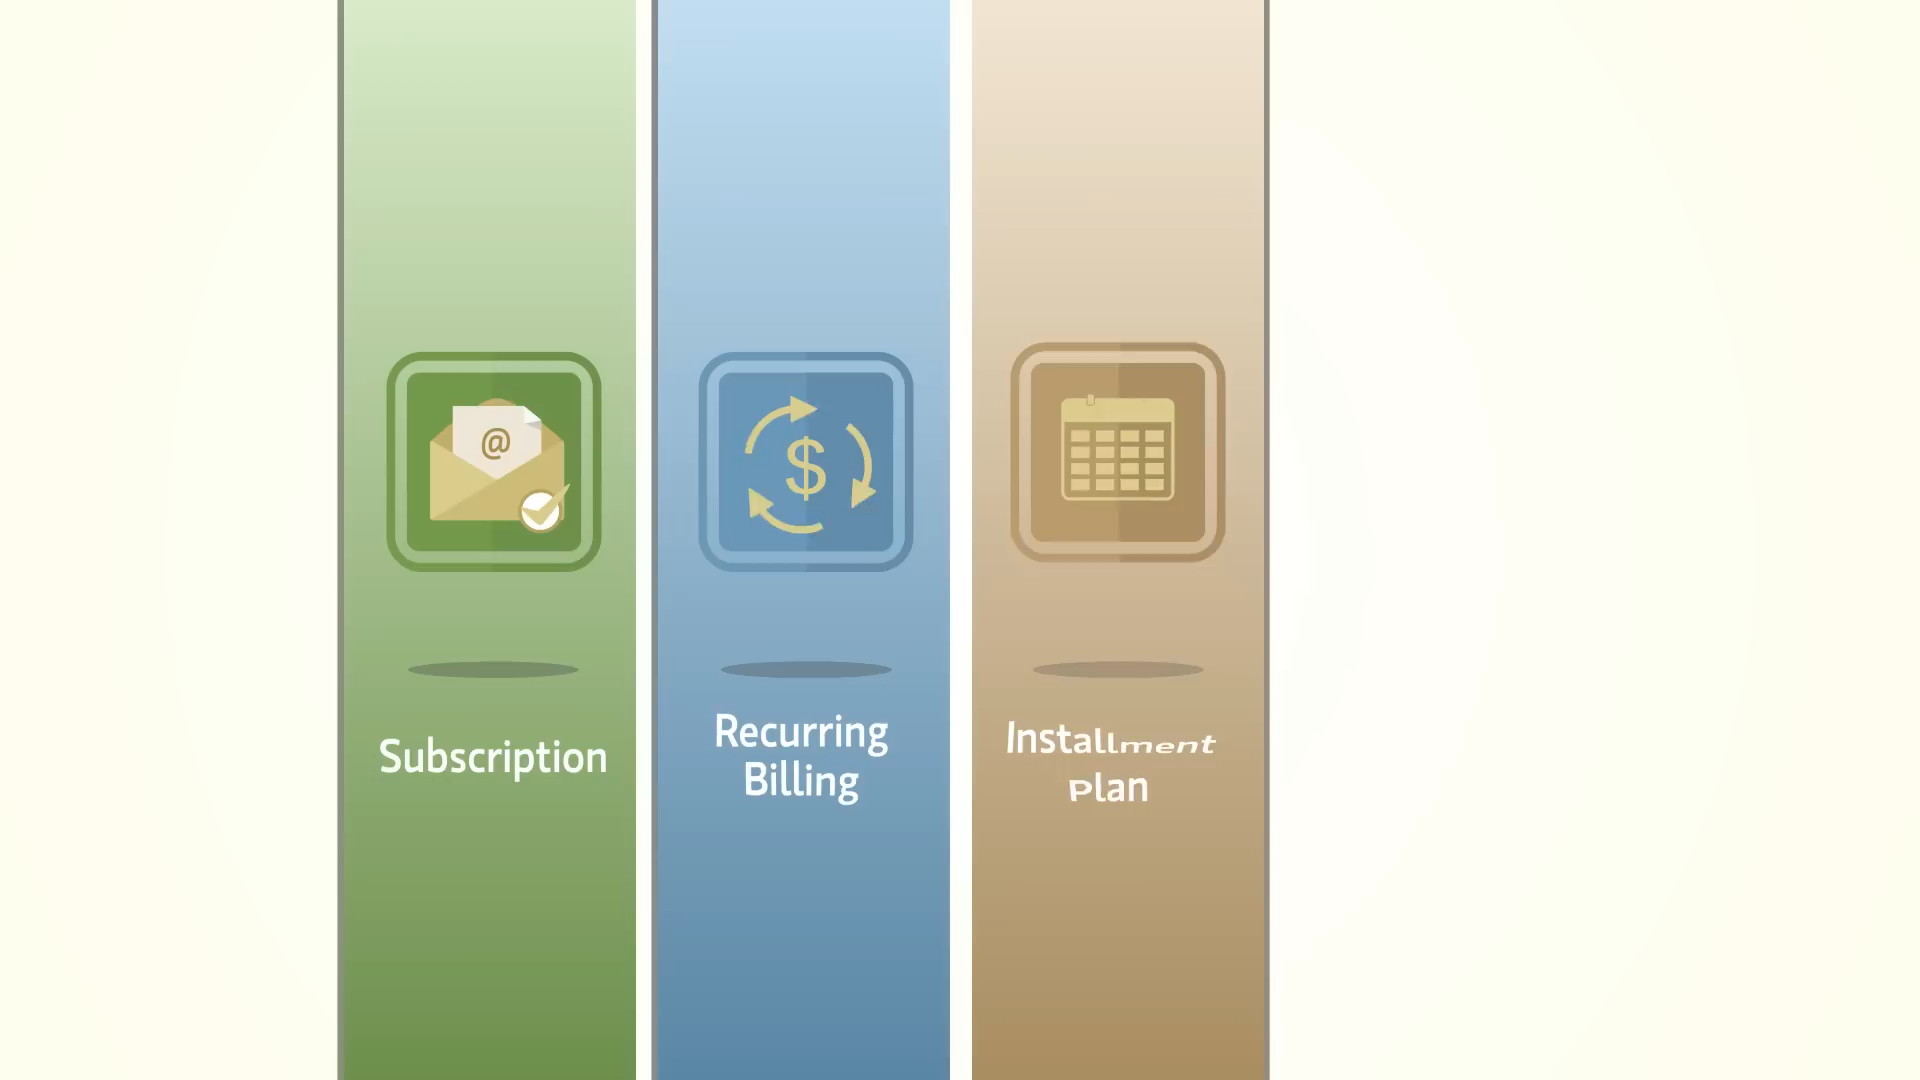 @
$
Subscription
Recurring
Billing
Installment
Plan